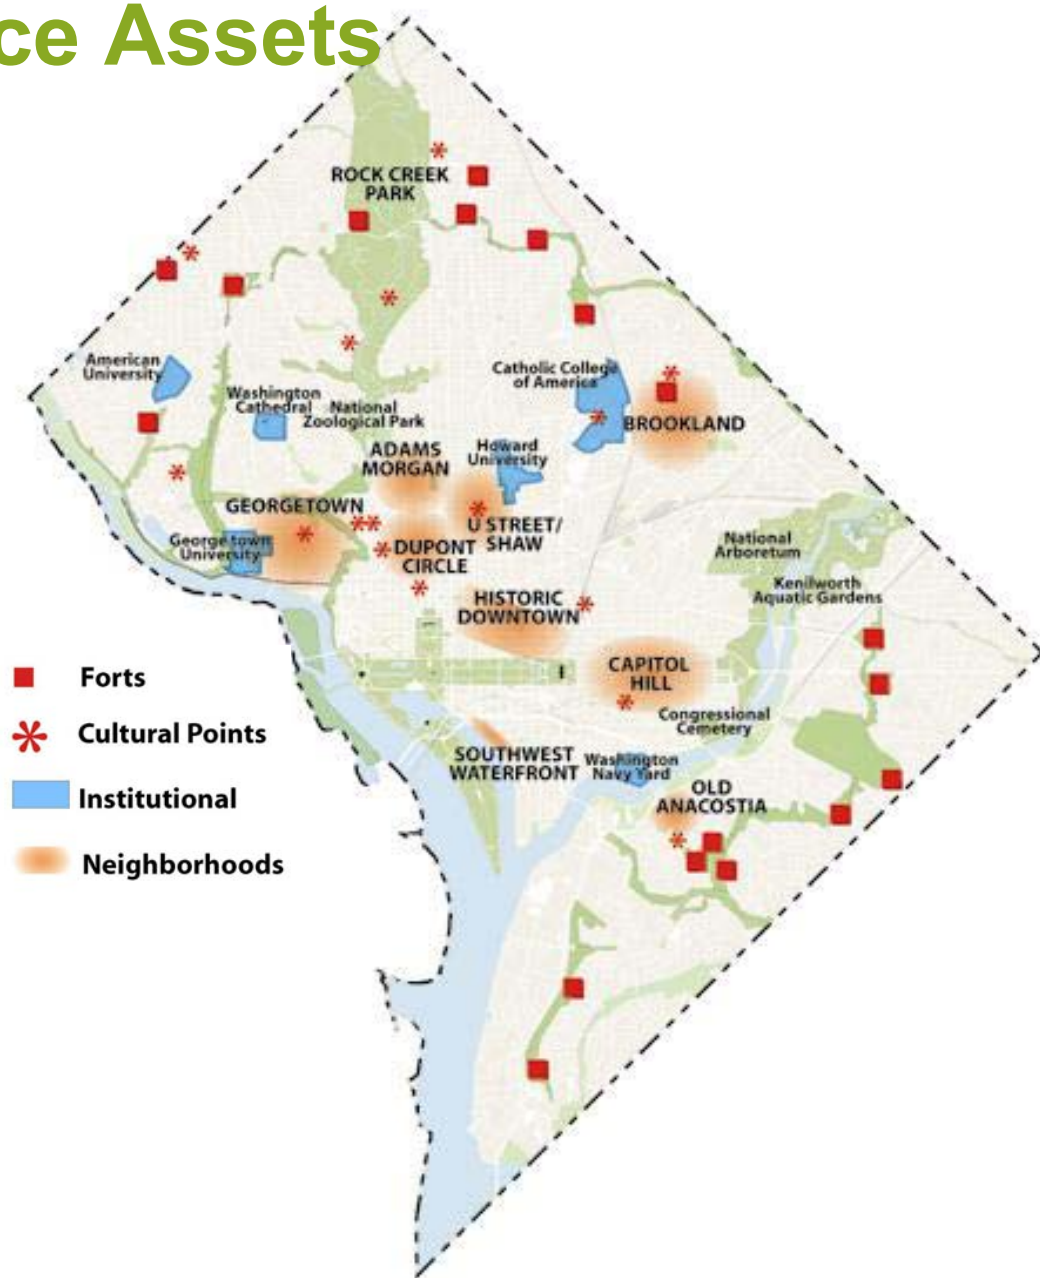 ce Assets
ROCK CREEK
PARK
American
University
Washington
Cathedral
National
Zoological Park
Catholic College
of America
BROOKLAND
ADAMS
MORGAN
Howard
University
GEORGETOWN
George town
University
U STREET/
SHAW
DUPONT
CIRCLE
National
Arboretum
Kenilworth
Aquatic Gardens
HISTORIC
DOWNTOWN
CAPITOL
HILL
Congressional
Cemetery
SOUTHWEST
WATERFRONT
Washington
Navy Yard
OLD
ANACOSTIA
Forts
Cultural Points
Institutional
Neighborhoods